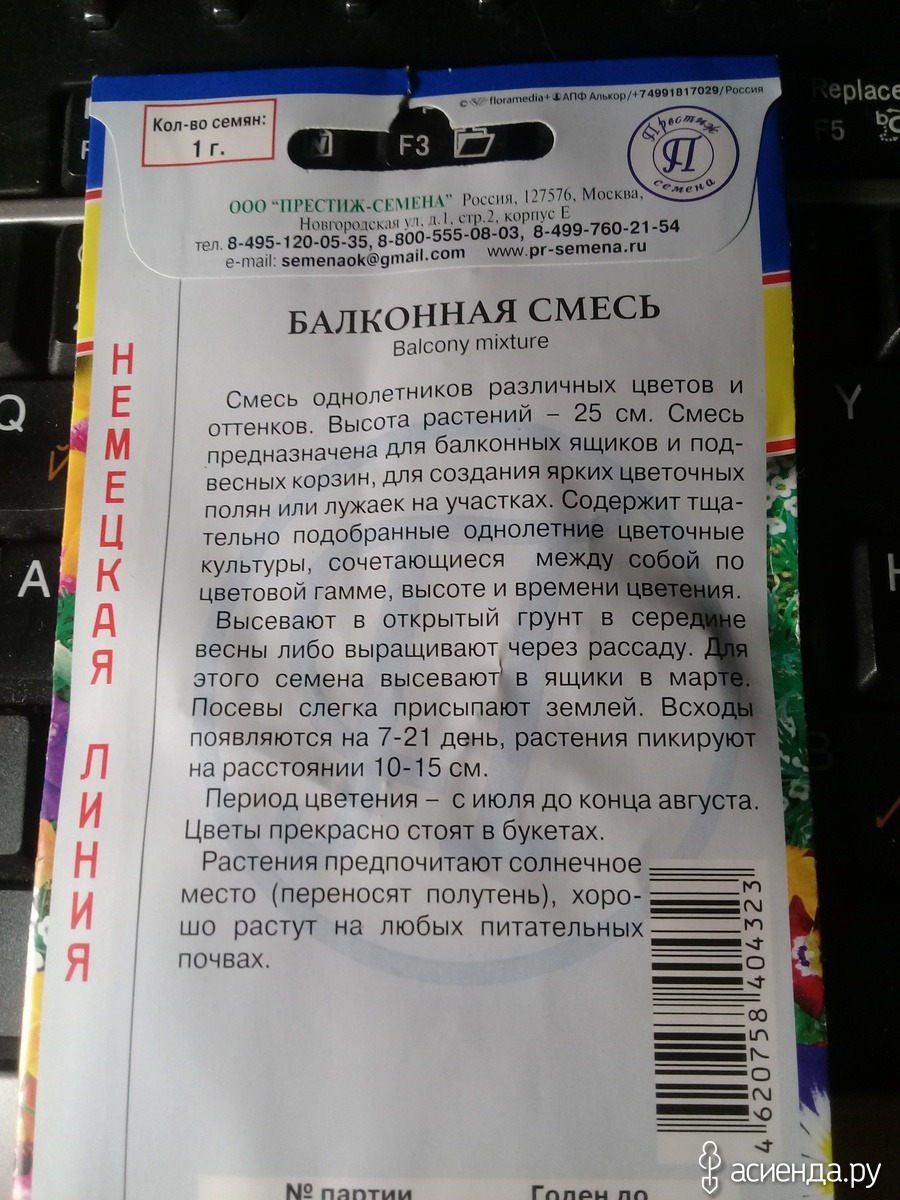 © floramedia+ АПФ Алькор/+74991817029/Россия
Кол-во семян:
1 г.
Престиж
П
семена
ООО “ПРЕСТИЖ-СЕМЕНА” Россия, 127576, Москва,
Новгородская ул, д.1, стр.2, корпус Е
тел. 8-495-120-05-35, 8-800-555-08-03, 8-499-760-21-54
e-mail: semenaok@gmail.com www.pr-semena.ru
БАЛКОННАЯ СМЕСЬ
Balcony mixture
НЕМЕЦКАЯ ЛИНИЯ
Смесь однолетников различных цветов и
оттенков. Высота растений – 25 см. Смесь
предназначена для балконных ящиков и под-
весных корзин, для создания ярких цветочных
полян или лужаек на участках. Содержит тща-
тельно подобранные однолетние цветочные
культуры, сочетающиеся между собой по
цветовой гамме, высоте и времени цветения.
Высевают в открытый грунт в середине
весны либо выращивают через рассаду. Для
этого семена высевают в ящики в марте.
Посевы слегка присыпают землей. Всходы
появляются на 7-21 день, растения пикируют
на расстоянии 10-15 см.
Период цветения – с июля до конца августа.
Цветы прекрасно стоят в букетах.
Растения предпочитают солнечное
место (переносят полутень), хоро-
шо растут на любых питательных
почвах.
4 620758 404323
№ партии Годен до
F3
Replace
F5
Q
Й
Y
A
B
асиенда.ру